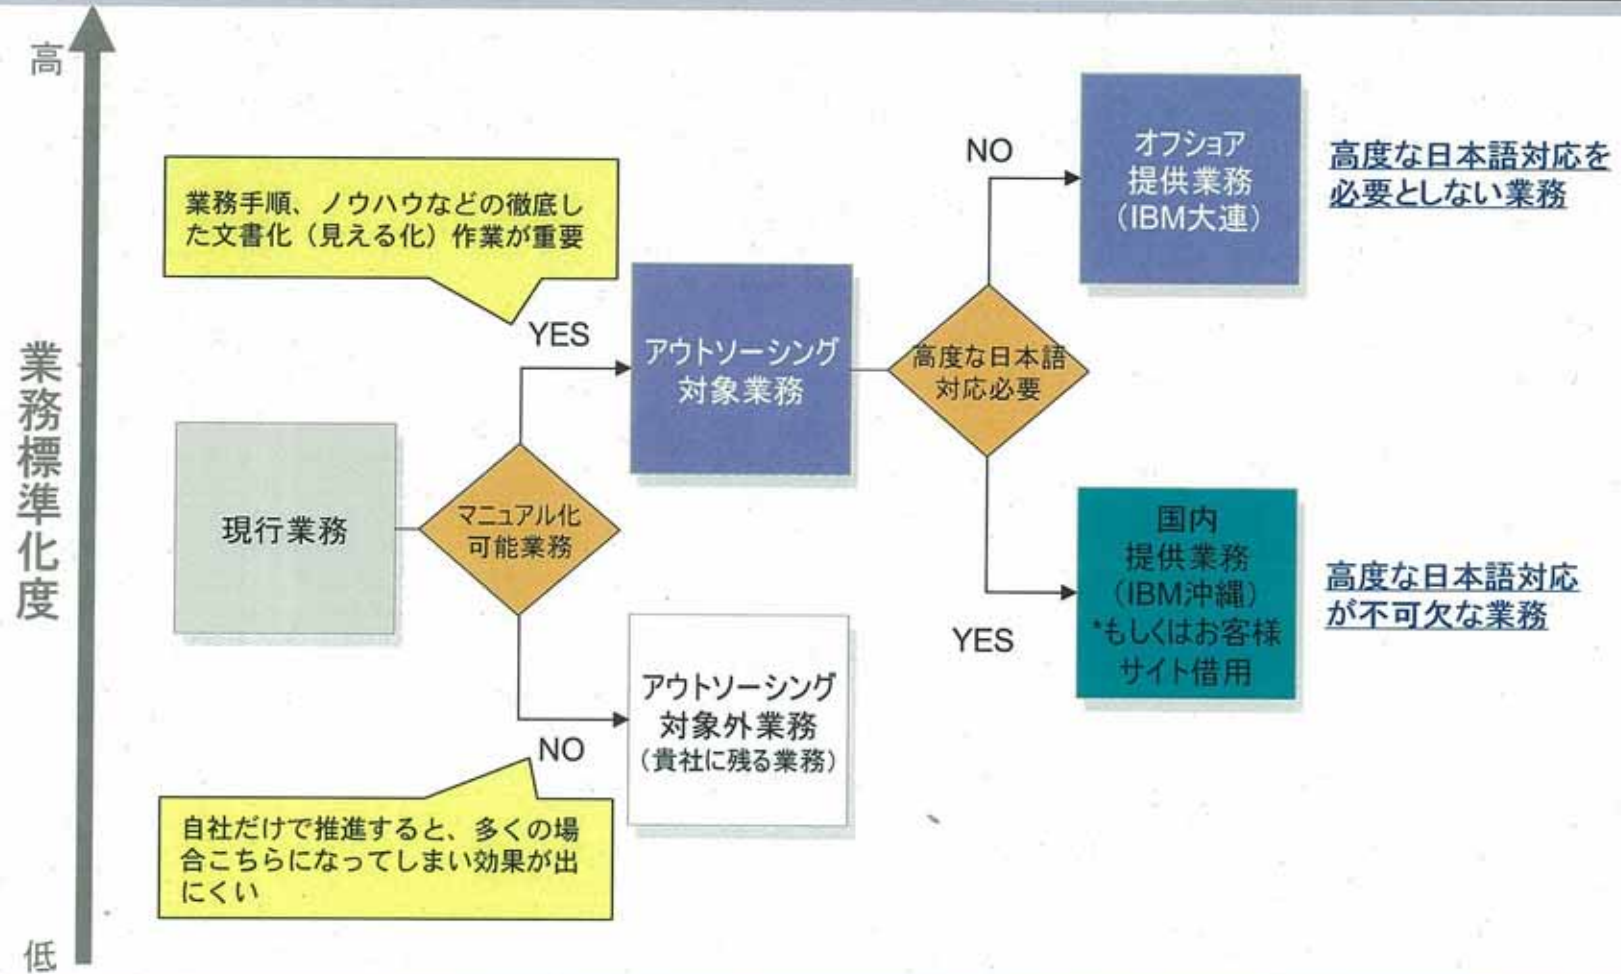 高
業務標準化度
低
業務手順、ノウハウなどの徹底し
た文書化（見える化）作業が重要
YES
現行業務
マニュアル化
可能業務
NO
自社だけで推進すると、多くの場
合こちらになってしまい効果が出
にくい
アウトソーシング
対象業務
アウトソーシング
対象外業務
（貴社に残る業務）
高度な日本語
対応必要
NO
YES
オフショア
提供業務
（IBM大連）
国内
提供業務
（IBM沖縄）
*もしくはお客様
サイト借用
高度な日本語対応を
必要としない業務
高度な日本語対応
が不可欠な業務